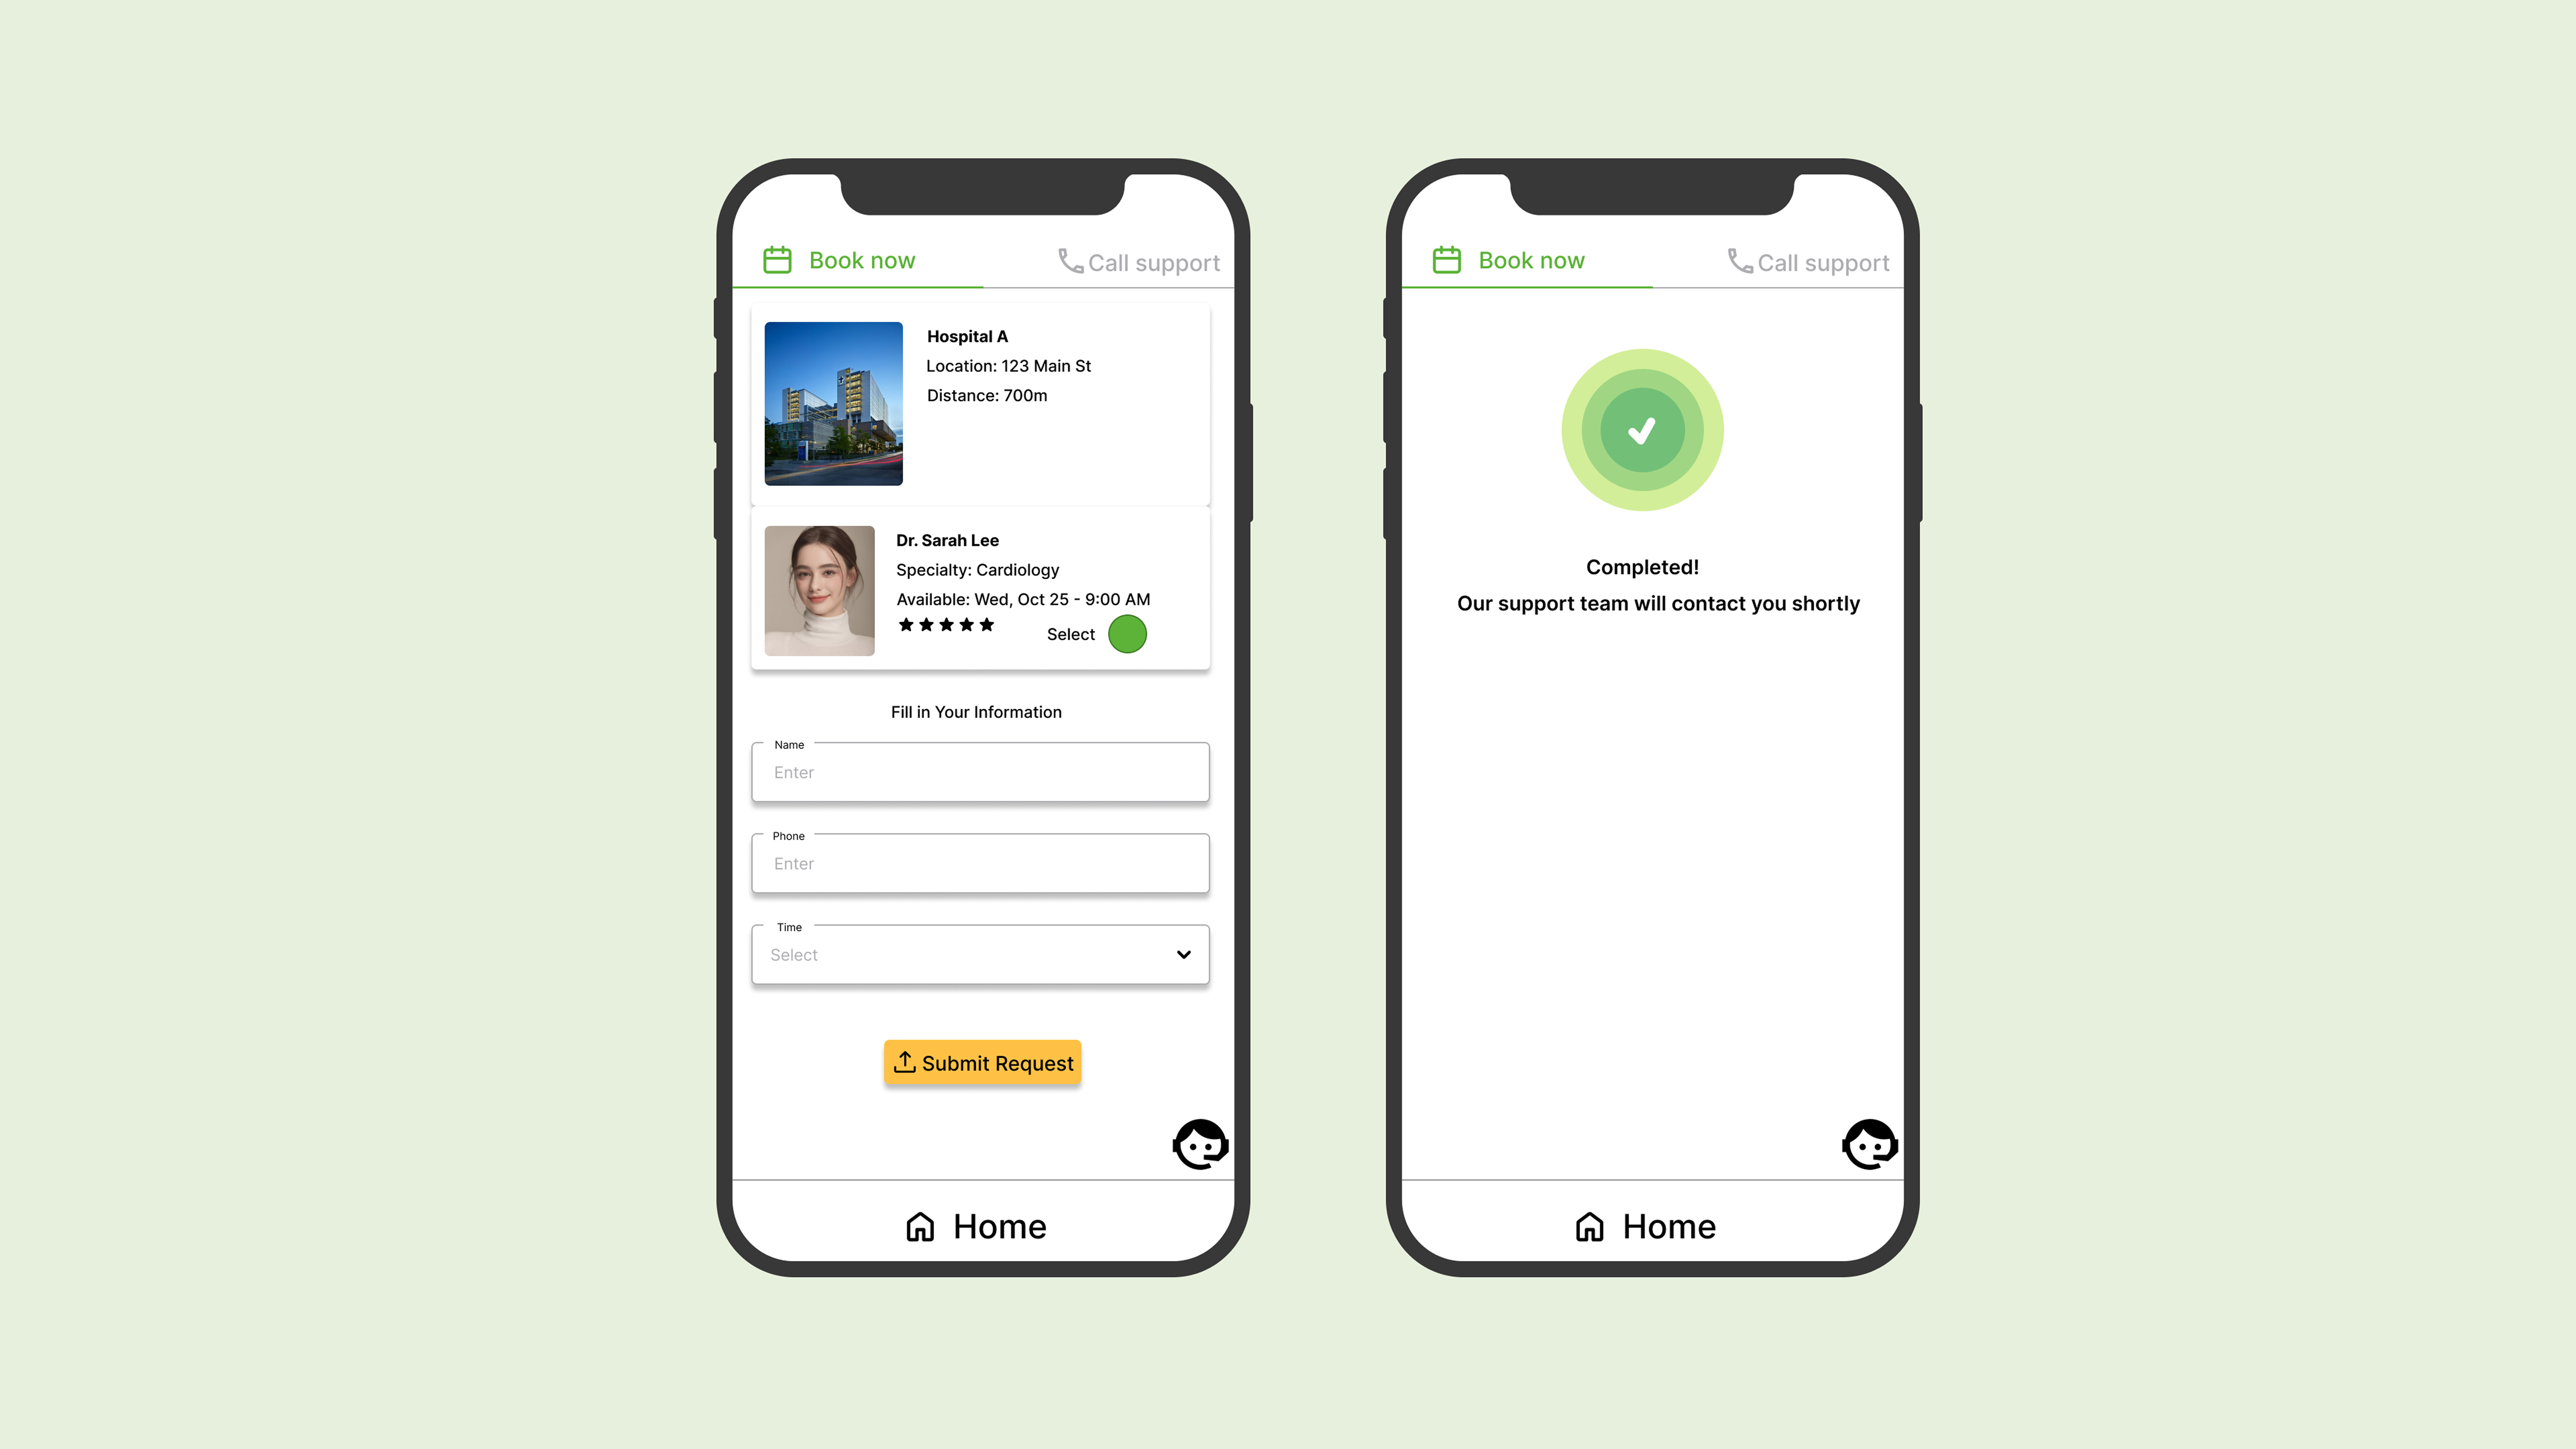 Book now
Call support
Hospital A
Location: 123 Main St
Distance: 700m
Dr. Sarah Lee
Specialty: Cardiology
Available: Wed, Oct 25 - 9:00 AM
Select
Fill in Your Information
Name
Enter
Phone
Enter
Time
Select
Submit Request
Home
Book now
Call support
Completed!
Our support team will contact you shortly
Home